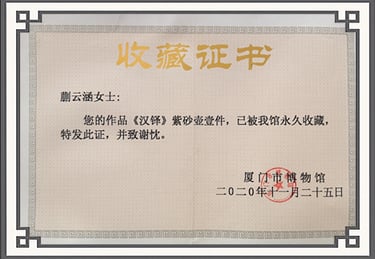 收藏证书
蒯云涵女士:
您的作品《汉铎》紫砂壶壹件,已被我馆永久收藏,
特发此证,并致谢忱。
厦门市博物馆
二〇二〇年十一月二十五日